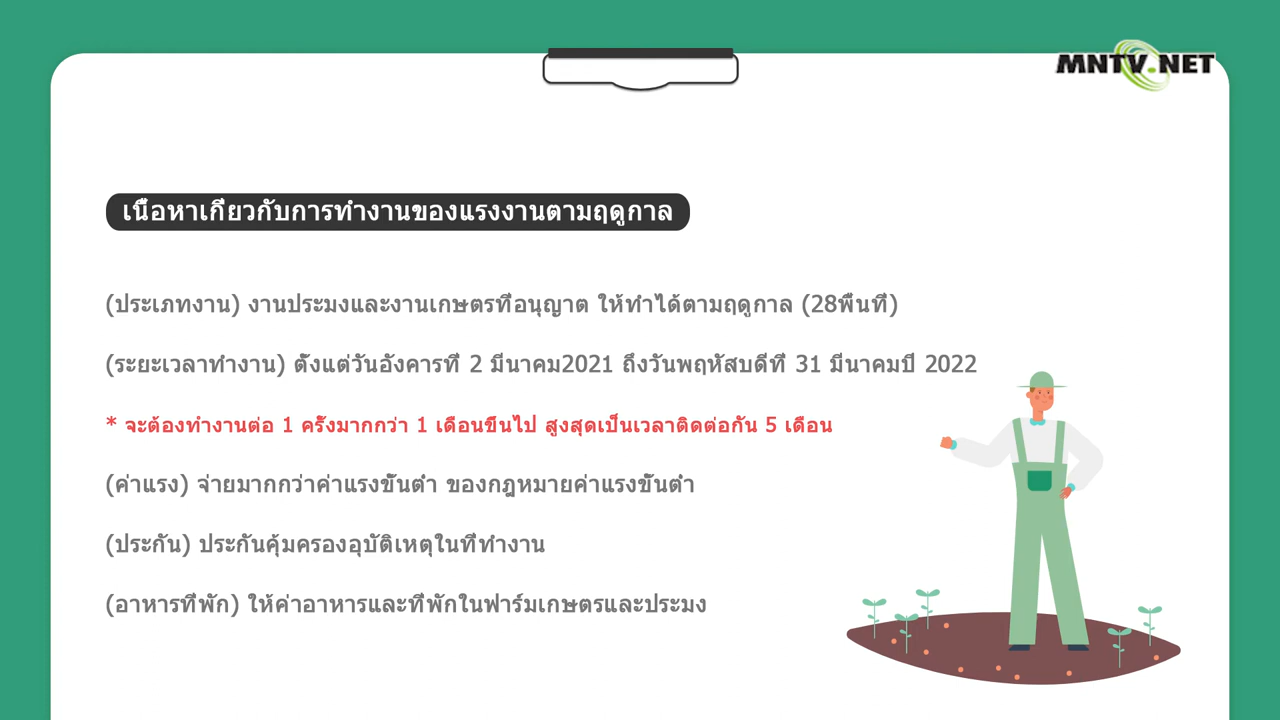 MNTV.NET
เนื้อหาเกี่ยวกับการทำงานของแรงงานตามฤดูกาล
(ประเภทงาน) งานประมงและงานเกษตรที่อนุญาต ให้ทำได้ตามฤดูกาล (28พื้นที่)
(ระยะเวลาทำงาน) ตั้งแต่วันอังคารที่ 2 มีนาคม2021 ถึงวันพฤหัสบดีที่ 31 มีนาคมปี 2022
* จะต้องทำงานต่อ 1 ครั้งมากกว่า 1 เดือนขึ้นไป สูงสุดเป็นเวลาติดต่อกัน 5 เดือน
(ค่าแรง) จ่ายมากกว่าค่าแรงขั้นต่ำ ของกฎหมายค่าแรงขั้นต่ำ
(ประกัน) ประกันคุ้มครองอุบัติเหตุในที่ทำงาน
(อาหารที่พัก) ให้ค่าอาหารและที่พักในฟาร์มเกษตรและประมง